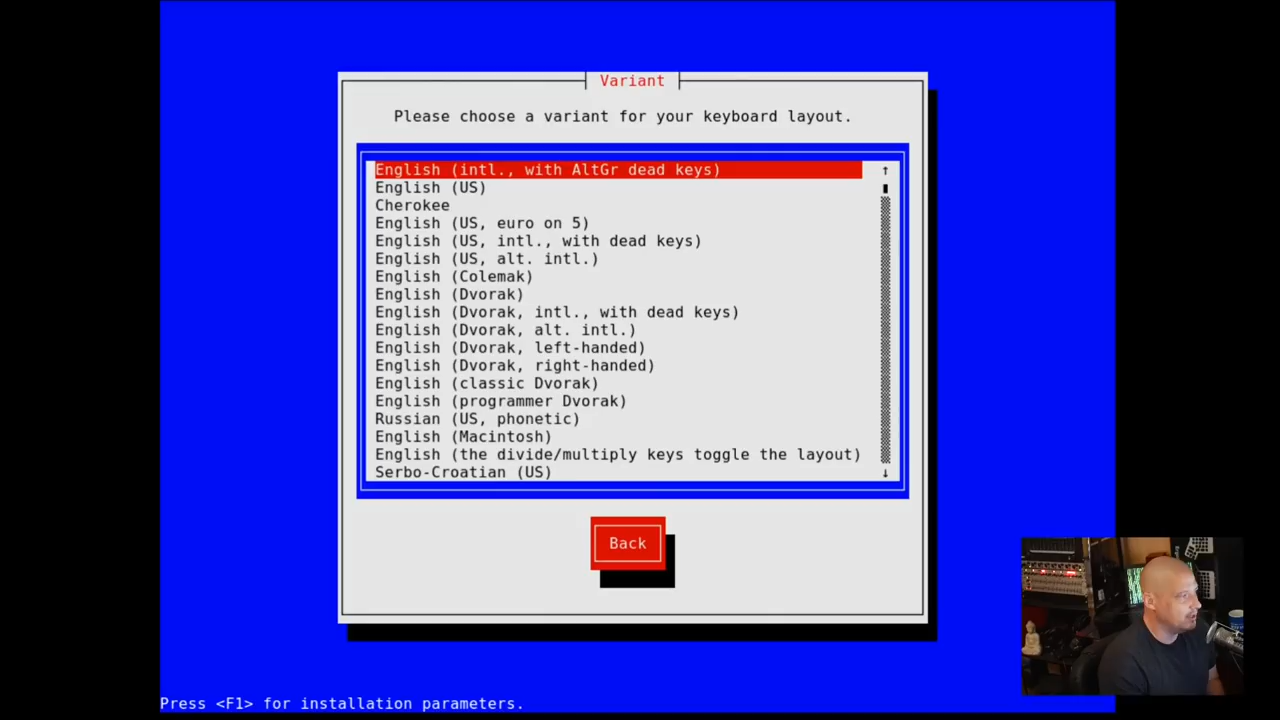 Variant
Please choose a variant for your keyboard layout.
English (intl., with AltGr dead keys)
English (US)
Cherokee
English (US, euro on 5)
English (US, intl., with dead keys)
English (US, alt. intl.)
English (Colemak)
English (Dvorak)
English (Dvorak, intl., with dead keys)
English (Dvorak, alt. intl.)
English (Dvorak, left-handed)
English (Dvorak, right-handed)
English (classic Dvorak)
English (programmer Dvorak)
Russian (US, phonetic)
English (Macintosh)
English (the divide/multiply keys toggle the layout)
Serbo-Croatian (US)
Back
Press <F1> for installation parameters.